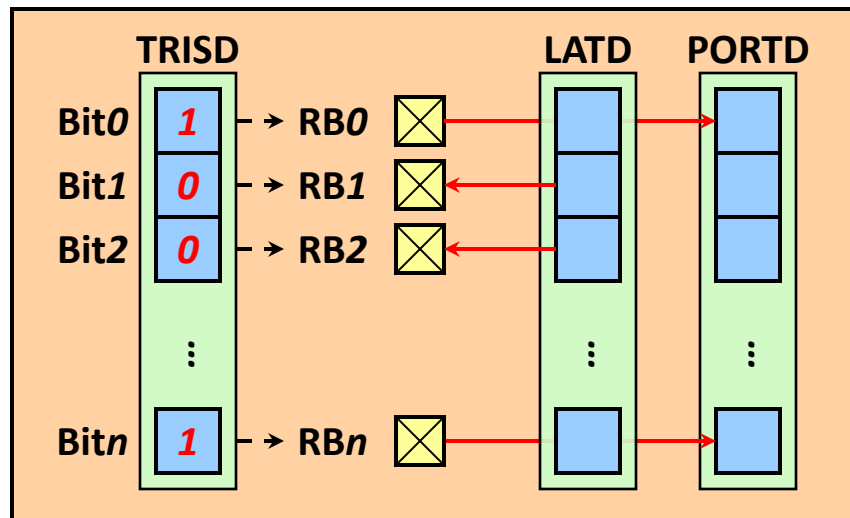 TRISD LATD PORTD
Bit0 1 RB0
Bit1 0 RB1
Bit2 0 RB2
... ... ...
Bitn 1 RBn